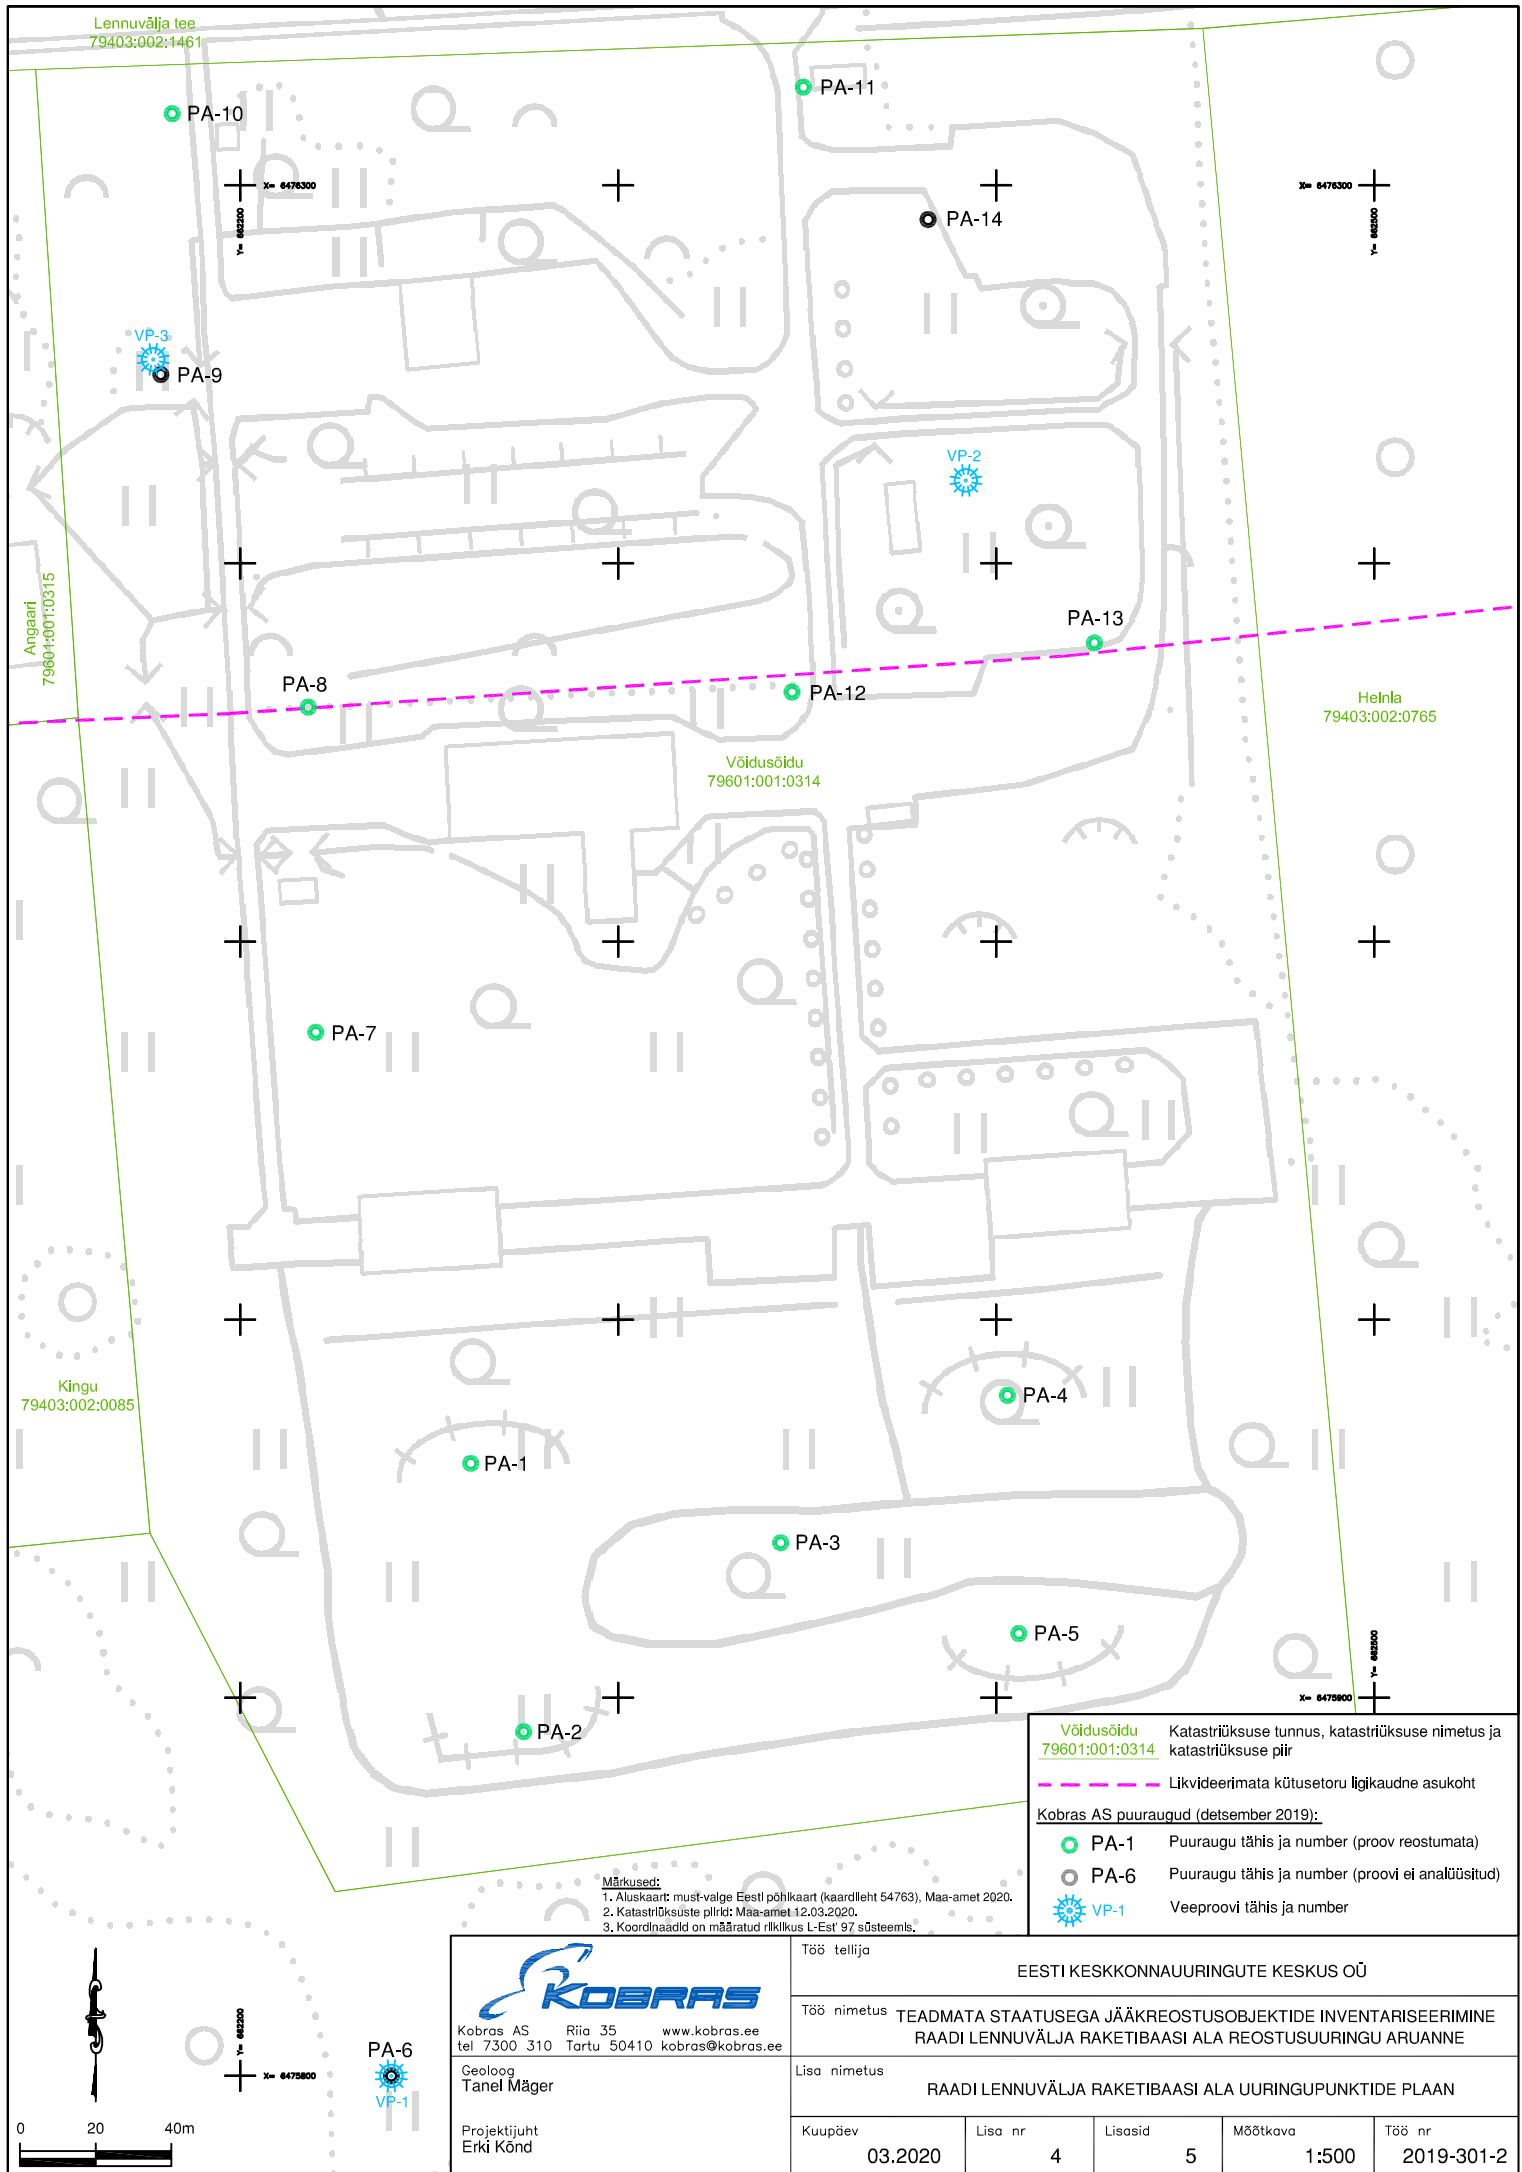 Lennuvälja tee
79403:002:1461
PA-10
PA-11
X= 6476300
X= 6476300
Y= 662200
Y= 662500
PA-14
VP-3
PA-9
VP-2
Angaari
79601:001:0315
PA-13
PA-8
PA-12
Heinla
79403:002:0765
Võidusõidu
79601:001:0314
PA-7
Kingu
79403:002:0085
PA-4
PA-1
PA-3
PA-5
Y= 662500
X= 6475900
PA-2
Võidusõidu
79601:001:0314
Katastriüksuse tunnus, katastriüksuse nimetus ja
katastriüksuse piir
Likvideerimata kütusetoru ligikaudne asukoht
Kobras AS puuraugud (detsember 2019):
PA-1 Puuraugu tähis ja number (proov reostumata)
PA-6 Puuraugu tähis ja number (proovi ei analüüsitud)
VP-1 Veeproovi tähis ja number
Märkused:
1. Aluskaart: must-valge Eesti põhikaart (kaardileht 54763), Maa-amet 2020.
2. Katastriüksuste piirid: Maa-amet 12.03.2020.
3. Koordinaadid on määratud riiklikus L-Est' 97 süsteemis.
Y= 662200
X= 6475800
PA-6
VP-1
0 20 40m
KOBRAS
Kobras AS Riia 35 www.kobras.ee
tel 7300 310 Tartu 50410 kobras@kobras.ee
Geoloog
Tanel Mäger
Projektijuht
Erki Kõnd
Töö tellija
EESTI KESKKONNAUURINGUTE KESKUS OÜ
Töö nimetus TEADMATA STAATUSEGA JÄÄKREOSTUSOBJEKTIDE INVENTARISEERIMINE
RAADI LENNUVÄLJA RAKETIBAASI ALA REOSTUSUURINGU ARUANNE
Lisa nimetus
RAADI LENNUVÄLJA RAKETIBAASI ALA UURINGUPUNKTIDE PLAAN
Kuupäev Lisa nr Lisasid Mõõtkava Töö nr
03.2020 4 5 1:500 2019-301-2